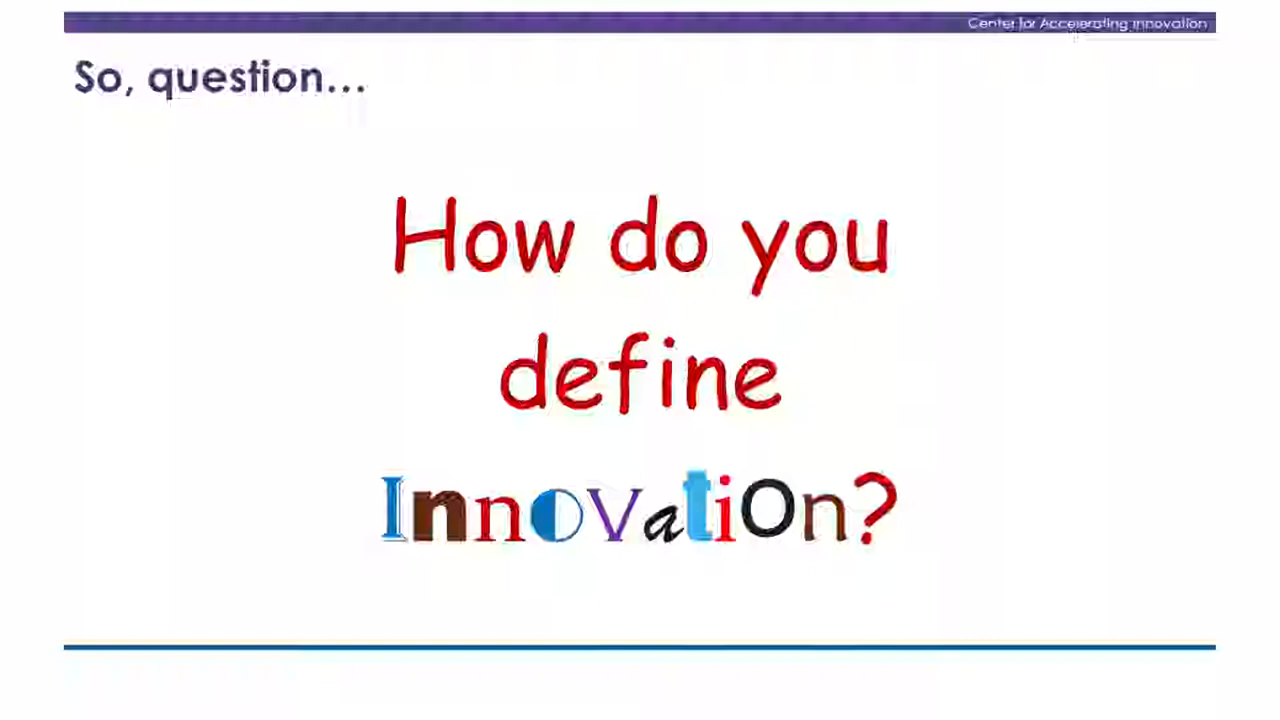 Center for Accelerating Innovation
So, question...
How do you
define
Innovation?